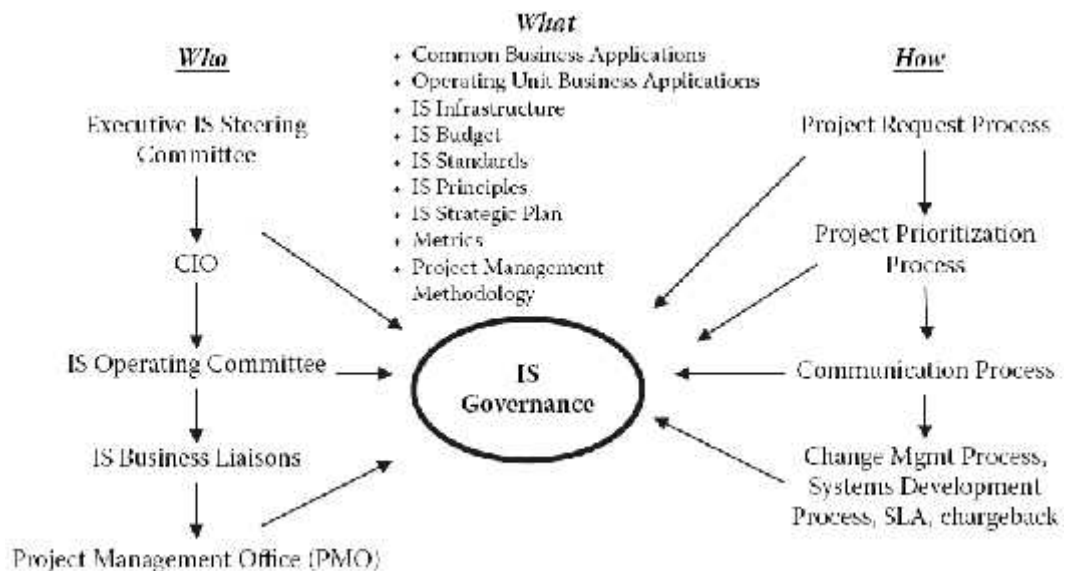 What
Who
How
• Common Business Applications
• Operating Unit Business Applications
• IS Infrastructure
• IS Budget
• IS Standards
• IS Principles
• IS Strategic Plan
• Metrics
• Project Management
Methodology
Executive IS Steering
Committee
CIO
IS Operating Committee
IS Business Liaisons
Project Management Office (PMO)
IS
Governance
Project Request Process
Project Prioritization
Process
Communication Process
Change Mgmt Process,
Systems Development
Process, SLA, chargeback